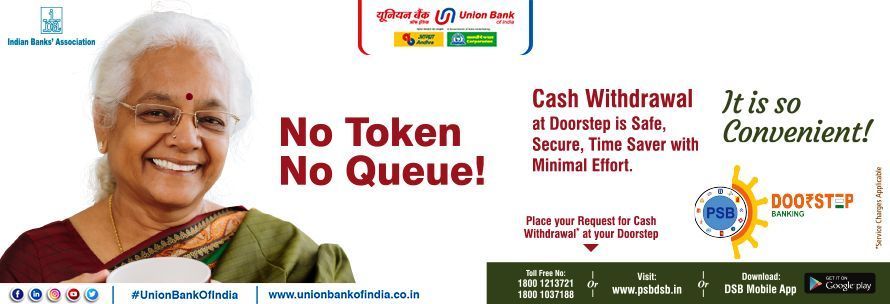 Indian Banks' Association
यूनियन बैंक
ऑफ इंडिया
Union Bank
of India
आन्ध्रा
Andhra
Corporation
No Token
No Queue!
Cash Withdrawal
at Doorstep is Safe,
Secure, Time Saver with
Minimal Effort.
It is so
Convenient!
PSB
DOORSTEP
BANKING
*Service Charges Applicable
Place your Request for Cash
Withdrawal* at your Doorstep
#UnionBankOfIndia
www.unionbankofindia.co.in
Toll Free No:
1800 1213721
1800 1037188
Or
Visit:
www.psbdsb.in
Or
Download:
DSB Mobile App
GET IT ON
Google play